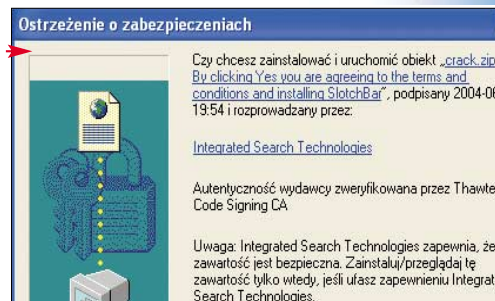 Ostrzeżenie o zabezpieczeniach
Czy chcesz zainstalować i uruchomić obiekt „crack.zip
By clicking Yes you are agreeing to the terms and
conditions and installing SlotchBar”, podpisany 2004-06
19:54 i rozprowadzany przez:
Integrated Search Technologies
Autentyczność wydawcy zweryfikowana przez Thawte
Code Signing CA
Uwaga: Integrated Search Technologies zapewnia, że
zawartość jest bezpieczna. Zainstaluj/przeglądaj tę
zawartość tylko wtedy, jeśli ufasz zapewnieniu Integrat
Search Technologies.